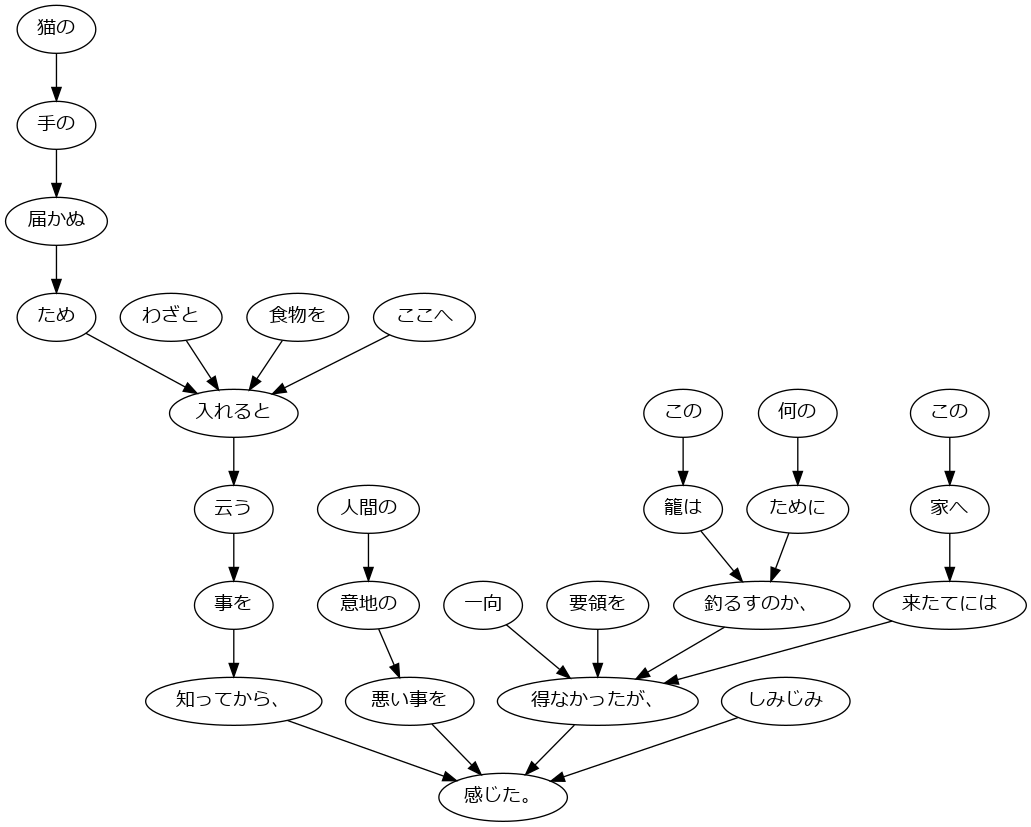 猫の
手の
届かぬ
ため
わざと
食物を
ここへ
入れると
この
何の
この
云う
人間の
籠は
ために
家へ
事を
意地の
一向
要領を
釣るすのか、
来たてには
知ってから、
悪い事を
得なかったが、
しみじみ
感じた。